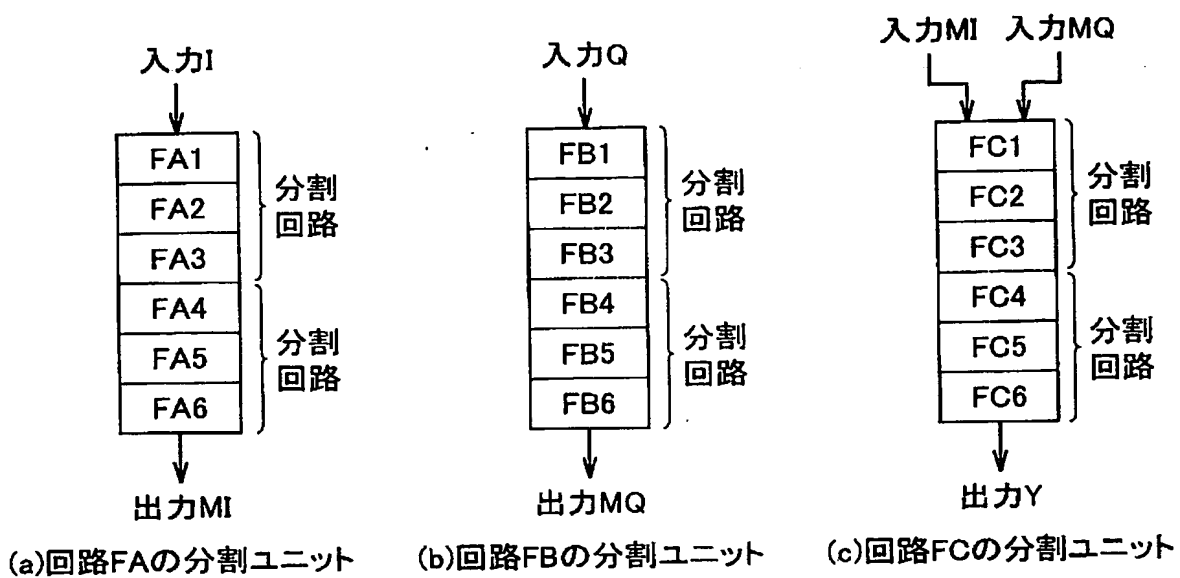 入力I
FA1
FA2
FA3
FA4
FA5
FA6
分割
回路
分割
回路
出力MI
(a)回路FAの分割ユニット
入力Q
FB1
FB2
FB3
FB4
FB5
FB6
分割
回路
分割
回路
出力MQ
(b)回路FBの分割ユニット
入力MI 入力MQ
FC1
FC2
FC3
FC4
FC5
FC6
分割
回路
分割
回路
出力Y
(c)回路FCの分割ユニット